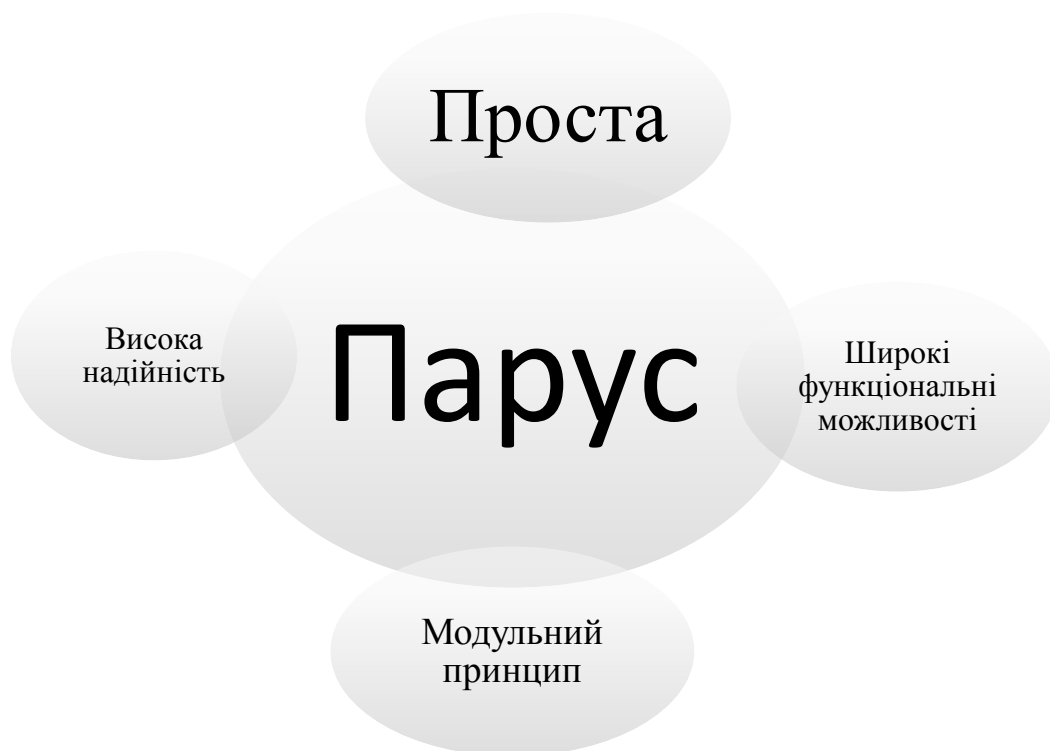 Проста
Висока
надійність
Парус
Широкі
функціональні
можливості
Модульний
принцип